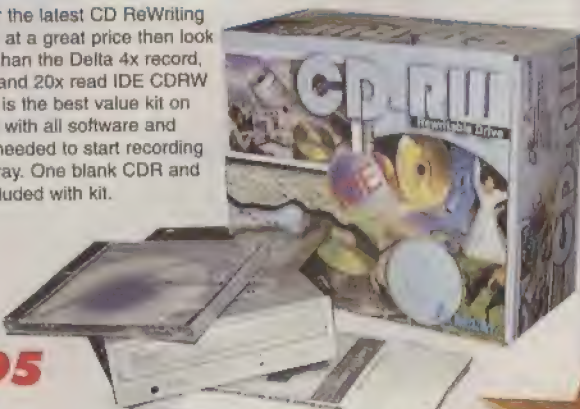 the latest CD ReWriting
at a great price then look
than the Delta 4x record,
and 20x read IDE CDRW
is the best value kit on
with all software and
needed to start recording
ray. One blank CDR and
luded with kit.
CD-RW
Rewritable Drive
95